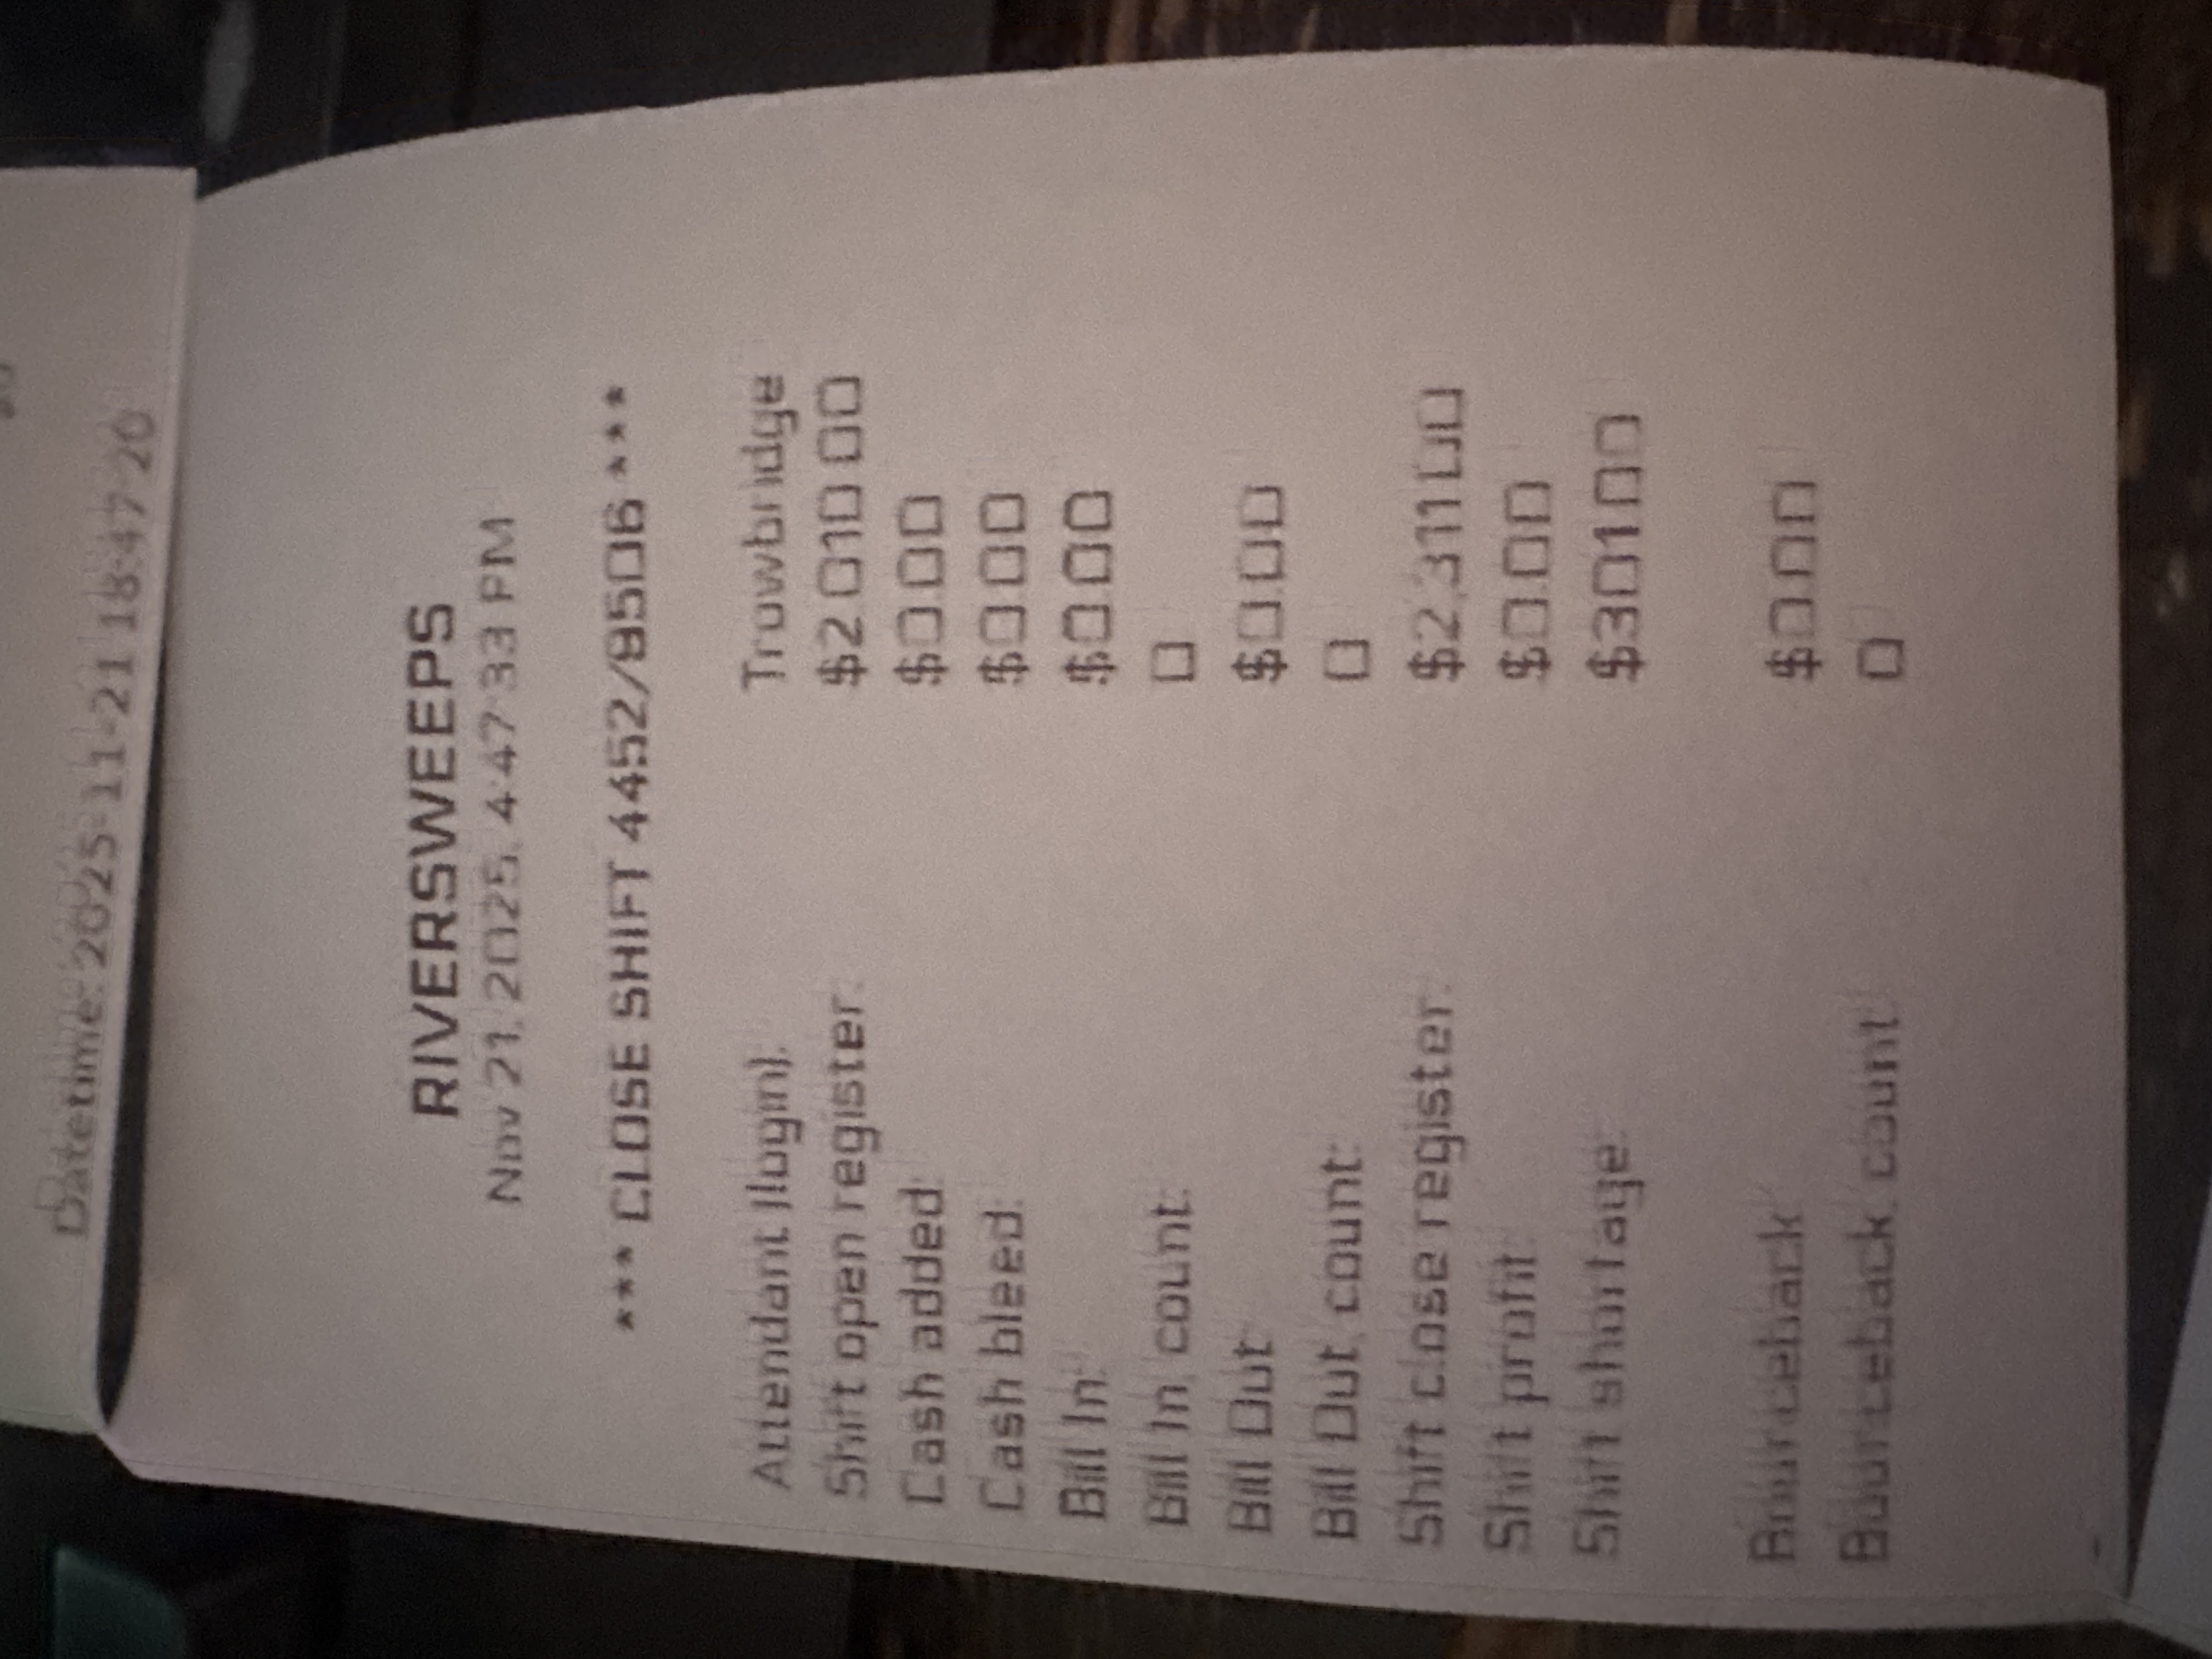 Datetime: 2025-11-21 18:47:20
RIVERSWEEPS
Nov 21, 2025, 4:47:33 PM
*** CLOSE SHIFT 4452/85506 ***
Attendant (login): Trowbridge
Shift open register: $2,010.00
Cash added: $0.00
Cash bleed: $0.00
Bill In: $0.00
Bill In, count: 0
Bill Out: $0.00
Bill Out, count: 0
Shift close register: $2,311.00
Shift profit: $0.00
Shift shortage: $301.00
Bounceback: $0.00
Bounceback, count: 0